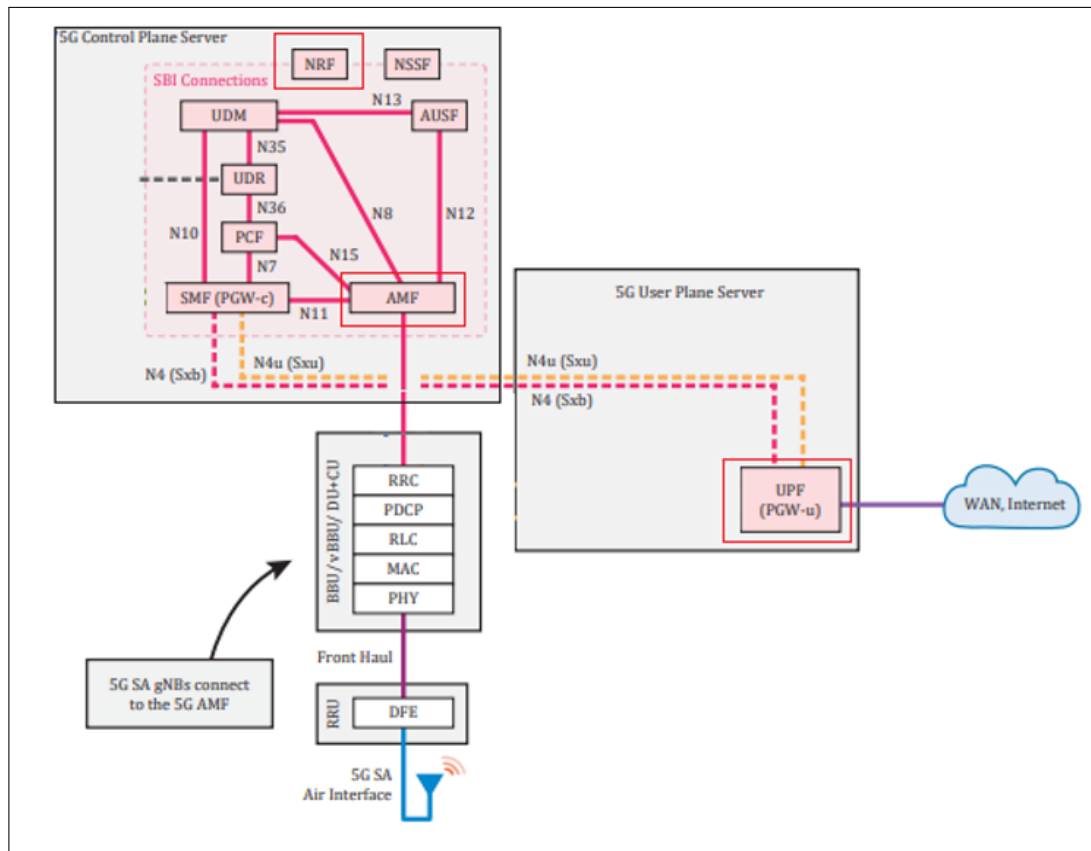 '5G Control Plane Server
NRF
NSSF
SBI Connections
N13
UDM
AUSF
N35
UDR
N36
N8
N12
N10
PCF
N15
N7
SMF (PGW-c)
AMF
N11
N4u (Sxu)
N4 (Sxb)
5G User Plane Server
N4u (Sxu)
N4 (Sxb)
UPF
(PGW-u)
WAN, Internet
BBU/vBBU/ DU+CU
RRC
PDCP
RLC
MAC
PHY
Front Haul
5G SA gNBs connect
to the 5G AMF
RRU
DFE
5G SA
Air Interface